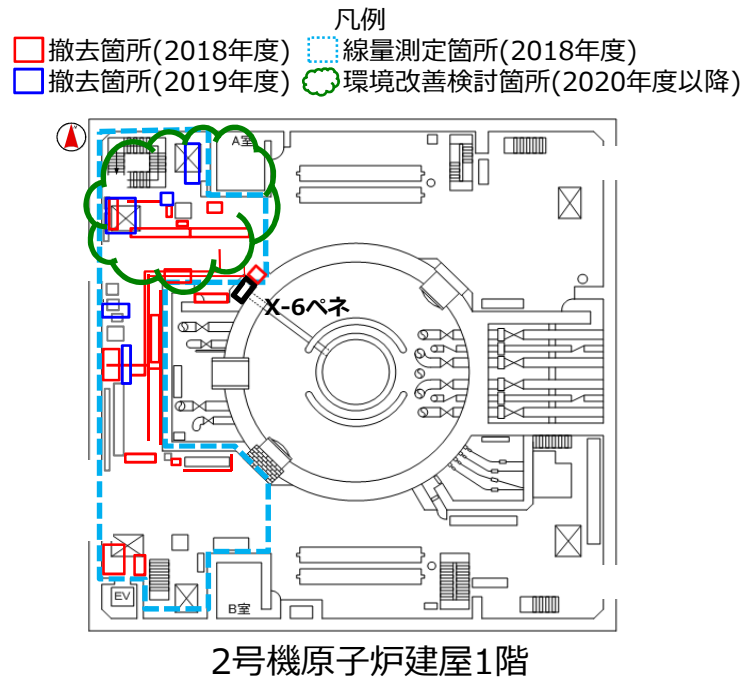 凡例
撤去箇所(2018年度) 線量測定箇所(2018年度)
撤去箇所(2019年度) 環境改善検討箇所(2020年度以降)
A室
X-6ペネ
EV
B室
2号機原子炉建屋1階